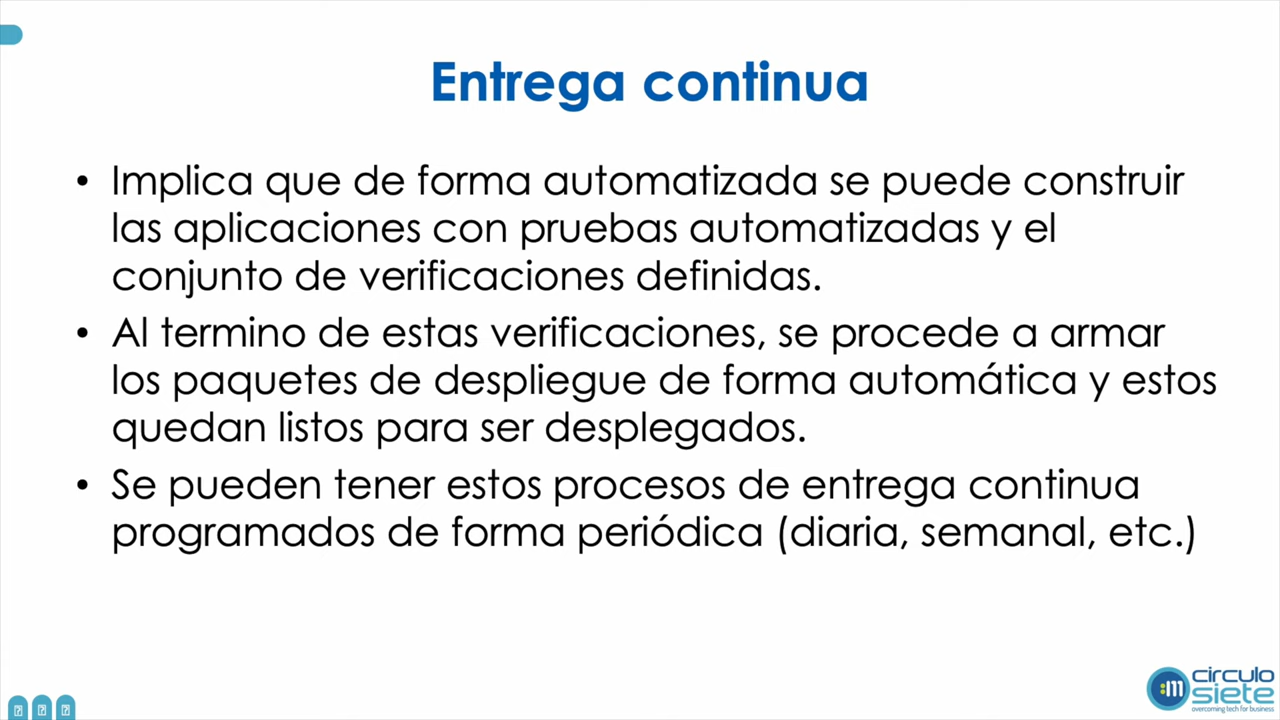 Entrega continua
• Implica que de forma automatizada se puede construir
las aplicaciones con pruebas automatizadas y el
conjunto de verificaciones definidas.
• Al termino de estas verificaciones, se procede a armar
los paquetes de despliegue de forma automática y estos
quedan listos para ser desplegados.
• Se pueden tener estos procesos de entrega continua
programados de forma periódica (diaria, semanal, etc.)
:m circulo
siete
overcoming tech for business